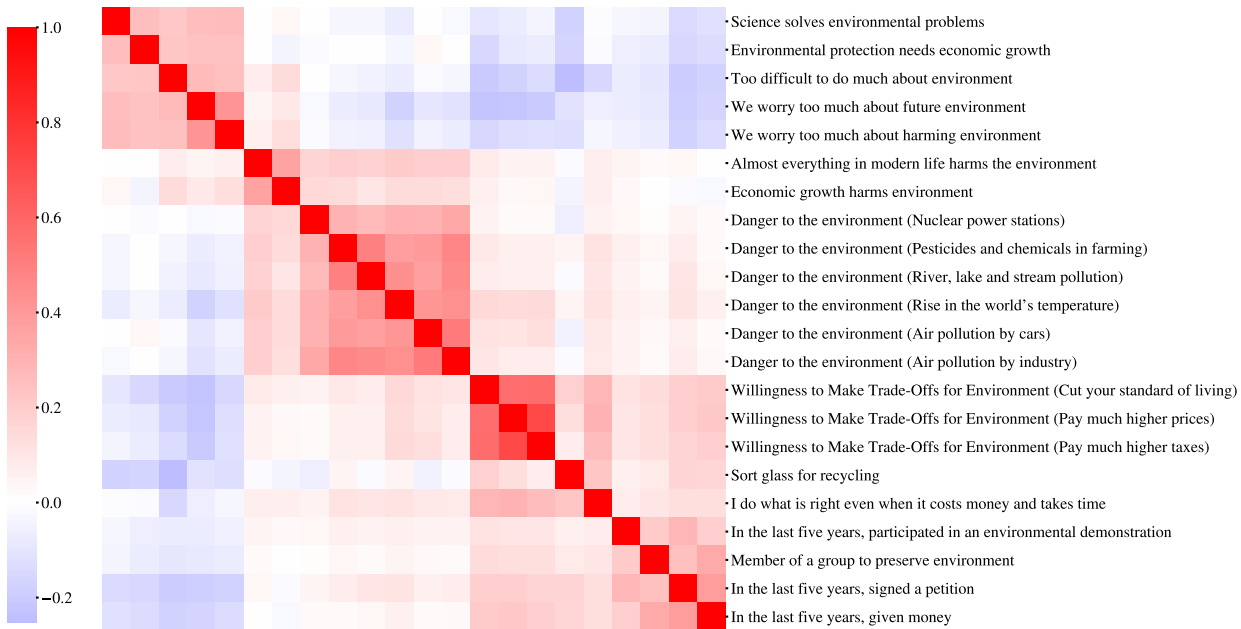 1.0
0.8
0.6
0.4
0.2
0.0
−0.2
Science solves environmental problems
Environmental protection needs economic growth
Too difficult to do much about environment
We worry too much about future environment
We worry too much about harming environment
Almost everything in modern life harms the environment
Economic growth harms environment
Danger to the environment (Nuclear power stations)
Danger to the environment (Pesticides and chemicals in farming)
Danger to the environment (River, lake and stream pollution)
Danger to the environment (Rise in the world’s temperature)
Danger to the environment (Air pollution by cars)
Danger to the environment (Air pollution by industry)
Willingness to Make Trade-Offs for Environment (Cut your standard of living)
Willingness to Make Trade-Offs for Environment (Pay much higher prices)
Willingness to Make Trade-Offs for Environment (Pay much higher taxes)
Sort glass for recycling
I do what is right even when it costs money and takes time
In the last five years, participated in an environmental demonstration
Member of a group to preserve environment
In the last five years, signed a petition
In the last five years, given money